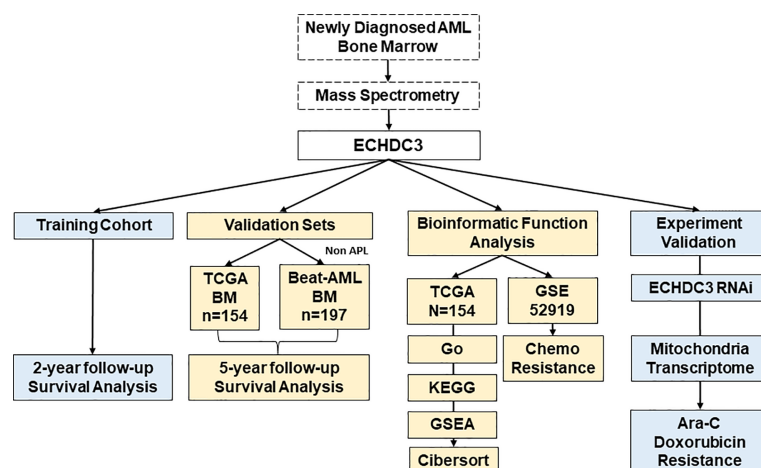 Newly Diagnosed AML
Bone Marrow
Mass Spectrometry
ECHDC3
Training Cohort
2-year follow-up
Survival Analysis
Validation Sets
Non APL
TCGA
BM
n=154
Beat-AML
BM
n=197
5-year follow-up
Survival Analysis
Bioinformatic Function
Analysis
TCGA
N=154
Go
KEGG
GSEA
Cibersort
GSE
52919
Chemo
Resistance
Experiment
Validation
ECHDC3 RNAi
Mitochondria
Transcriptome
Ara-C
Doxorubicin
Resistance